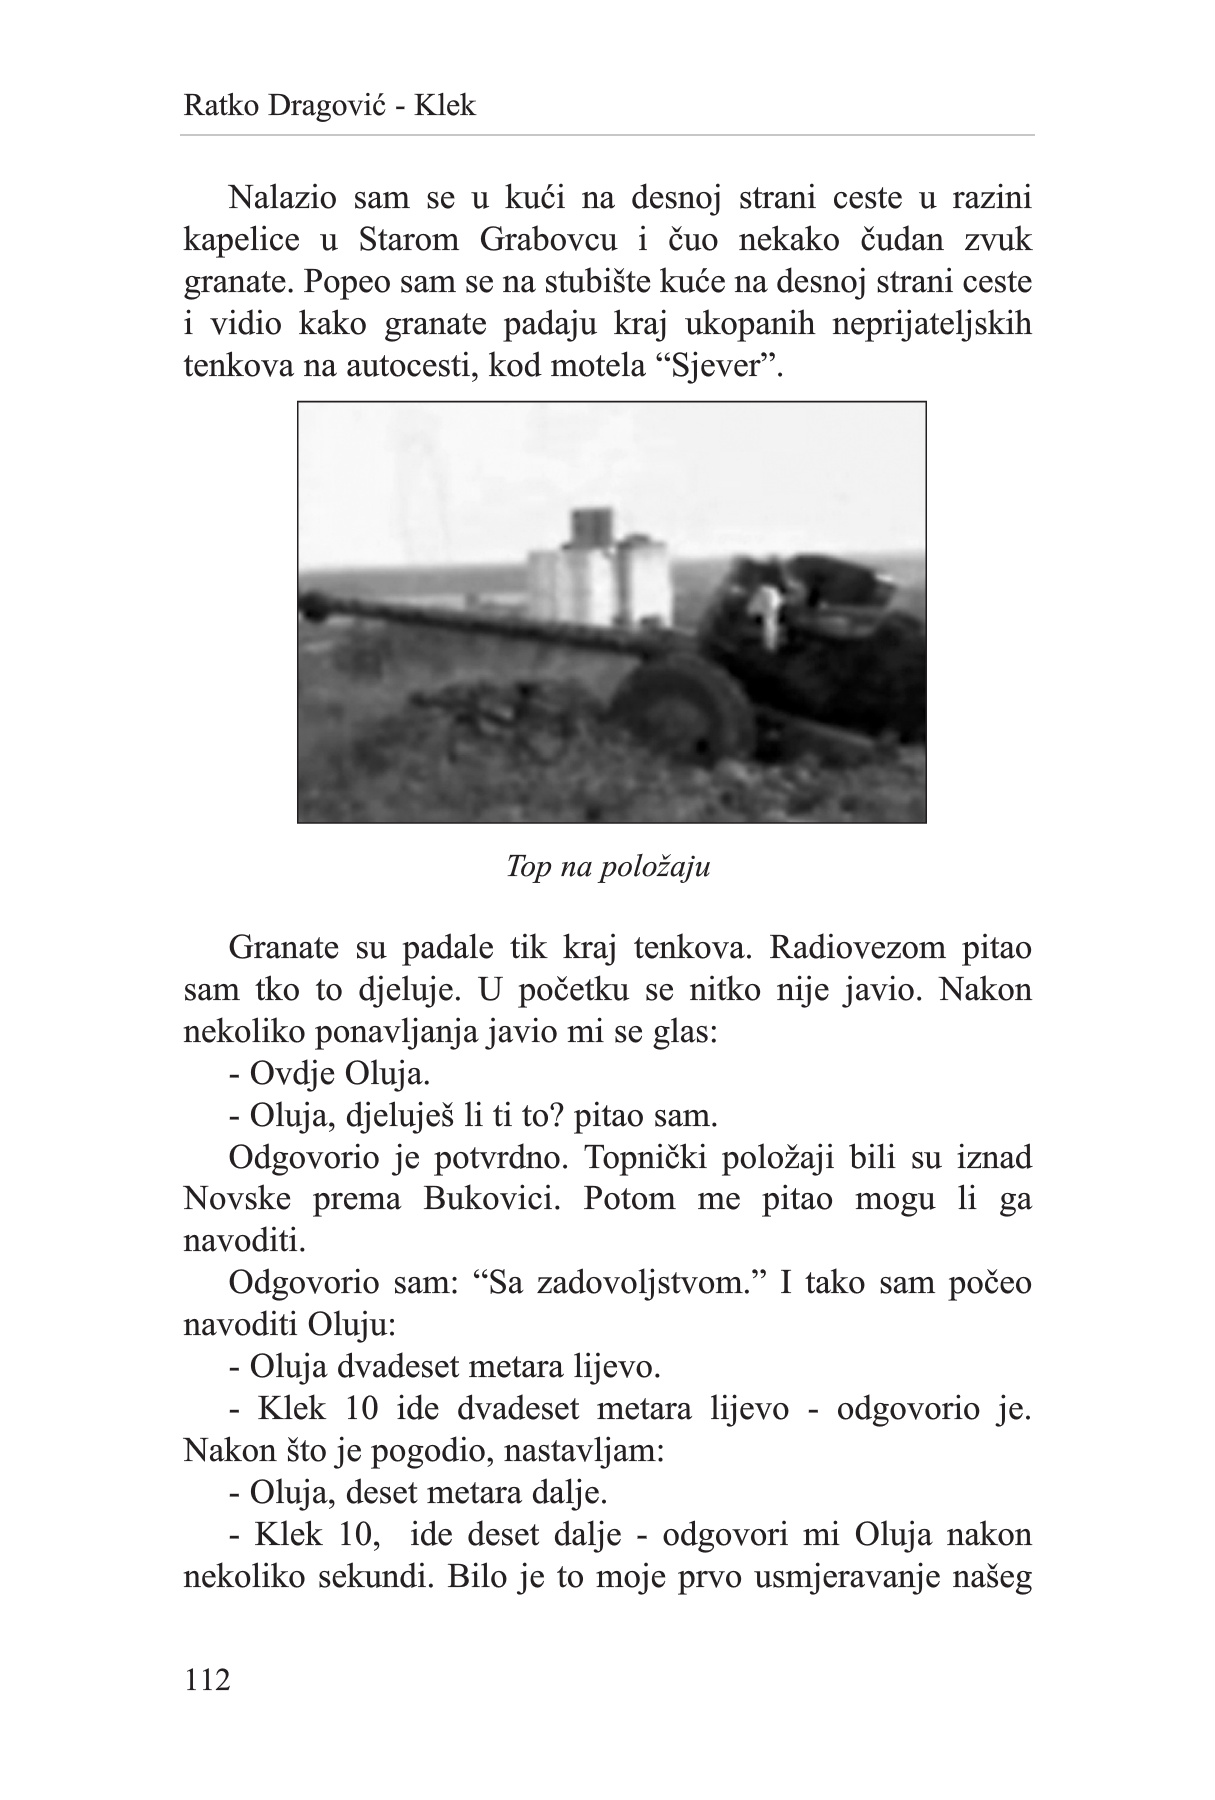 Ratko Dragović - Klek
Nalazio sam se u kući na desnoj strani ceste u razini
kapelice u Starom Grabovcu i čuo nekako čudan zvuk
granate. Popeo sam se na stubište kuće na desnoj strani ceste
i vidio kako granate padaju kraj ukopanih neprijateljskih
tenkova na autocesti, kod motela “Sjever”.
Top na položaju
Granate su padale tik kraj tenkova. Radiovezom pitao
sam tko to djeluje. U početku se nitko nije javio. Nakon
nekoliko ponavljanja javio mi se glas:
- Ovdje Oluja.
- Oluja, djeluješ li ti to? pitao sam.
Odgovorio je potvrdno. Topnički položaji bili su iznad
Novske prema Bukovici. Potom me pitao mogu li ga
navoditi.
Odgovorio sam: “Sa zadovoljstvom.” I tako sam počeo
navoditi Oluju:
- Oluja dvadeset metara lijevo.
- Klek 10 ide dvadeset metara lijevo - odgovorio je.
Nakon što je pogodio, nastavljam:
- Oluja, deset metara dalje.
- Klek 10,  ide deset dalje - odgovori mi Oluja nakon
nekoliko sekundi. Bilo je to moje prvo usmjeravanje našeg
112